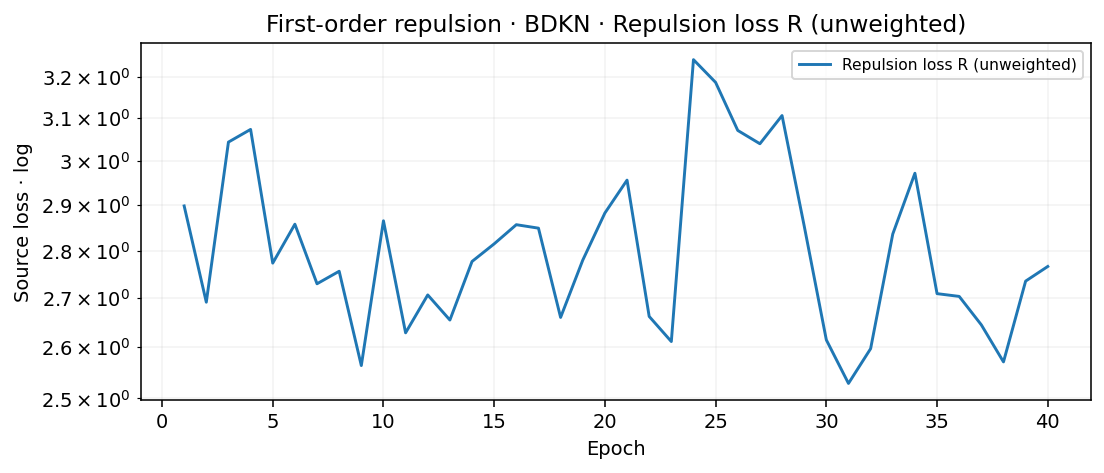 First-order repulsion · BDKN · Repulsion loss R (unweighted)
Repulsion loss R (unweighted)
Source loss · log
3.2 × 10⁰
3.1 × 10⁰
3 × 10⁰
2.9 × 10⁰
2.8 × 10⁰
2.7 × 10⁰
2.6 × 10⁰
2.5 × 10⁰
0 5 10 15 20 25 30 35 40
Epoch